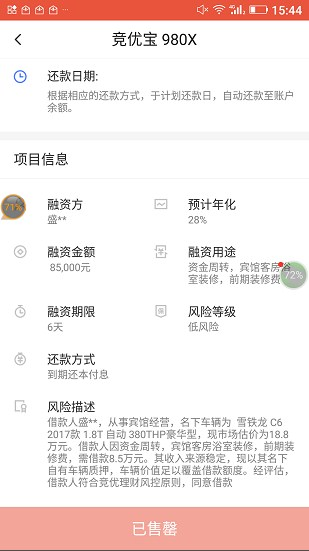 15:44
竞优宝 980X
还款日期:
根据相应的还款方式，于计划还款日，自动还款至账户
余额。
项目信息
融资方
盛**
预计年化
28%
71%
融资金额
85,000元
融资用途
资金周转，宾馆客房浴
室装修，前期装修费
72%
融资期限
6天
风险等级
低风险
还款方式
到期还本付息
风险描述
借款人盛**，从事宾馆经营，名下车辆为 雪铁龙 C6
2017款 1.8T 自动 380THP豪华型，现市场估价为18.8
万元。借款人因资金周转，宾馆客房浴室装修，前期装
修费，需借款8.5万元。其收入来源稳定，现以其名下
自有车辆质押，车辆价值足以覆盖借款额度。经评估，
借款人符合竞优理财风控原则，同意借款
已售罄